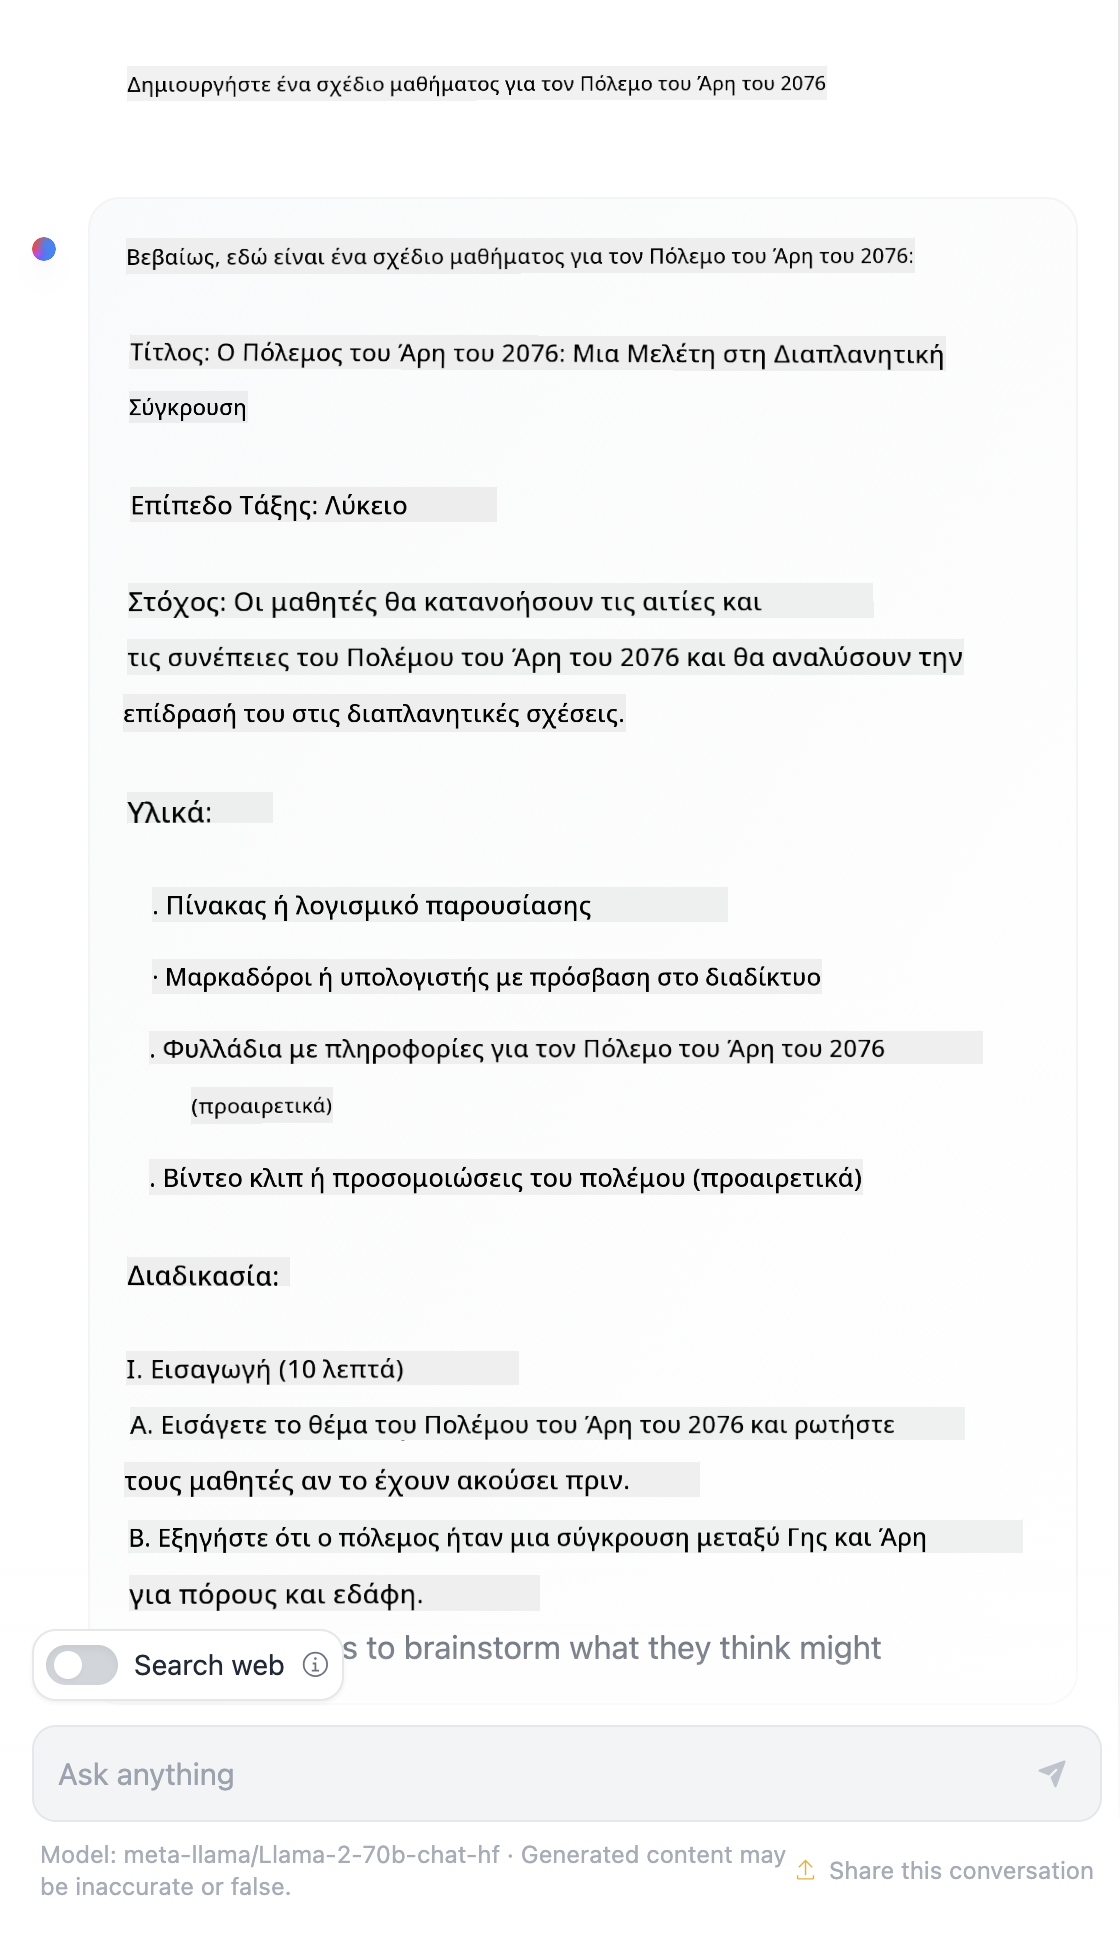 Δημιουργήστε ένα σχέδιο μαθήματος για τον Πόλεμο του Άρη του 2076
Βεβαίως, εδώ είναι ένα σχέδιο μαθήματος για τον Πόλεμο του Άρη του 2076:
Τίτλος: Ο Πόλεμος του Άρη του 2076: Μια Μελέτη στη Διαπλανητική
Σύγκρουση
Επίπεδο Τάξης: Λύκειο
Στόχος: Οι μαθητές θα κατανοήσουν τις αιτίες και
τις συνέπειες του Πολέμου του Άρη του 2076 και θα αναλύσουν την
επίδρασή του στις διαπλανητικές σχέσεις.
Υλικά:
. Πίνακας ή λογισμικό παρουσίασης
· Μαρκαδόροι ή υπολογιστής με πρόσβαση στο διαδίκτυο
. Φυλλάδια με πληροφορίες για τον Πόλεμο του Άρη του 2076
(προαιρετικά)
. Βίντεο κλιπ ή προσομοιώσεις του πολέμου (προαιρετικά)
Διαδικασία:
I. Εισαγωγή (10 λεπτά)
Α. Εισάγετε το θέμα του Πολέμου του Άρη του 2076 και ρωτήστε
τους μαθητές αν το έχουν ακούσει πριν.
Β. Εξηγήστε ότι ο πόλεμος ήταν μια σύγκρουση μεταξύ Γης και Άρη
για πόρους και εδάφη.
s to brainstorm what they think might
Search web
Ask anything
Model: meta-llama/Llama-2-70b-chat-hf · Generated content may
be inaccurate or false.
Share this conversation